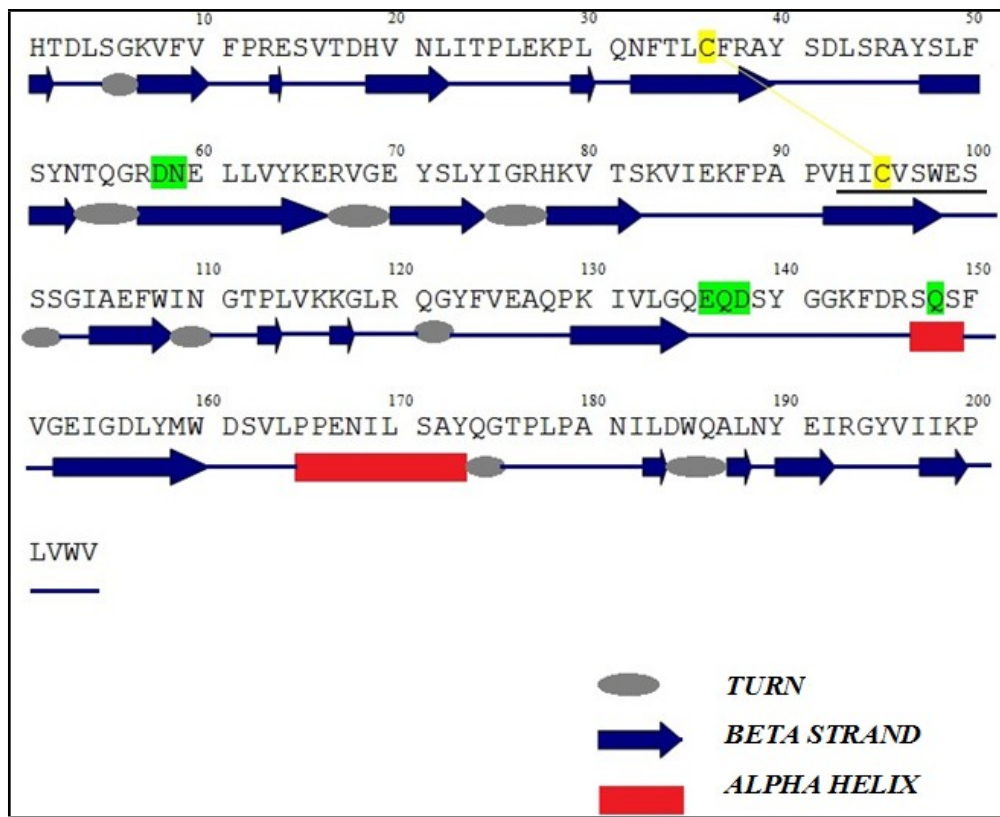 10 20 30 40 50
HTDLSGKVFV FPRESVTDHV NLITPLEKPL QNFTLCFRAY SDLSRAYSLF
60 70 80 90 100
SYNTQGRDNE LLVYKERVGE YSLYIGRHKV TSKVIEKFPA PVHICVSWES
110 120 130 140 150
SSGIAEFWIN GTPLVKKGLR QGYFVEAQPK IVLGQEQDSY GGKFDRSQSF
160 170 180 190 200
VGEIGDLYMW DSVLPPENIL SAYQGTPLPA NILDWQALNY EIRGYVIIKP
LVWV
TURN
BETA STRAND
ALPHA HELIX